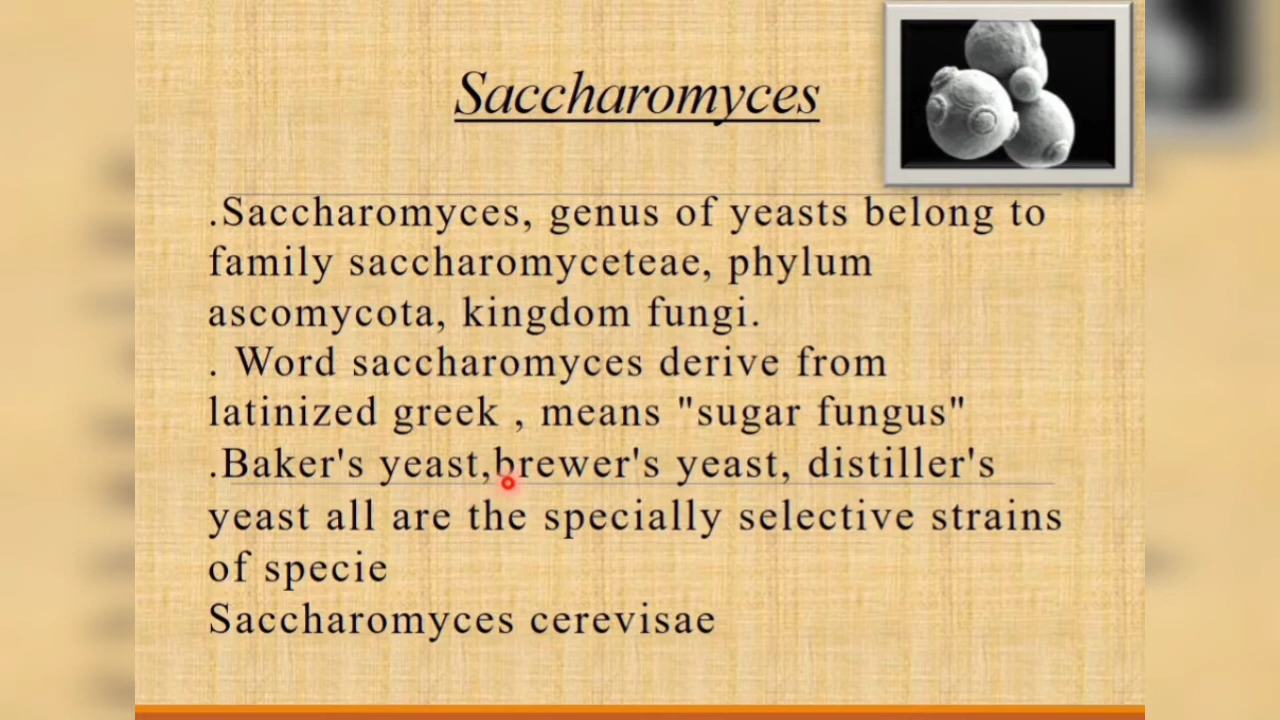 Saccharomyces
.Saccharomyces, genus of yeasts belong to
family saccharomyceteae, phylum
ascomycota, kingdom fungi.
. Word saccharomyces derive from
latinized greek , means "sugar fungus"
.Baker's yeast,brewer's yeast, distiller's
yeast all are the specially selective strains
of specie
Saccharomyces cerevisae